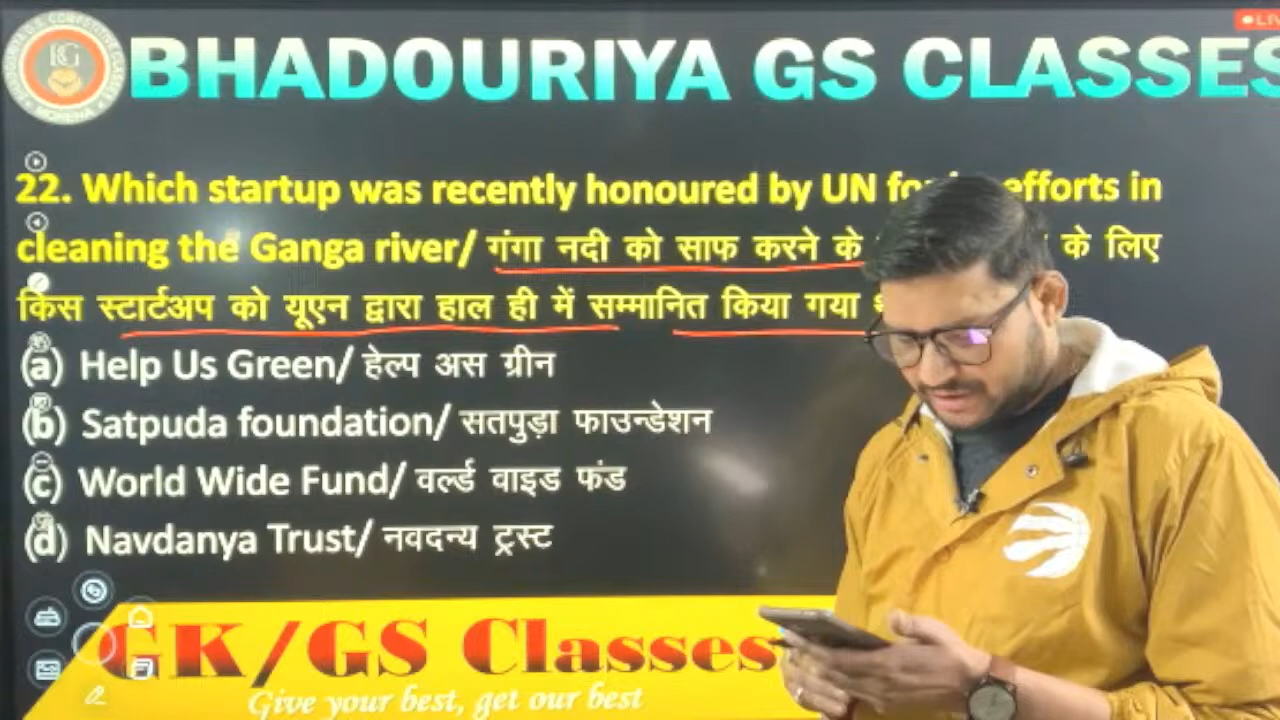 LIV
BHADOURIYA GS CLASSES
22. Which startup was recently honoured by UN efforts in
cleaning the Ganga river/ गंगा नदी को साफ करने के के लिए
किस स्टार्टअप को यूएन द्वारा हाल ही में सम्मानित किया गया
(a) Help Us Green/ हेल्प अस ग्रीन
(b) Satpuda foundation/ सतपुड़ा फाउन्डेशन
(c) World Wide Fund/ वर्ल्ड वाइड फंड
(d) Navdanya Trust/ नवदन्य ट्रस्ट
GK/GS Classes
Give your best, get our best